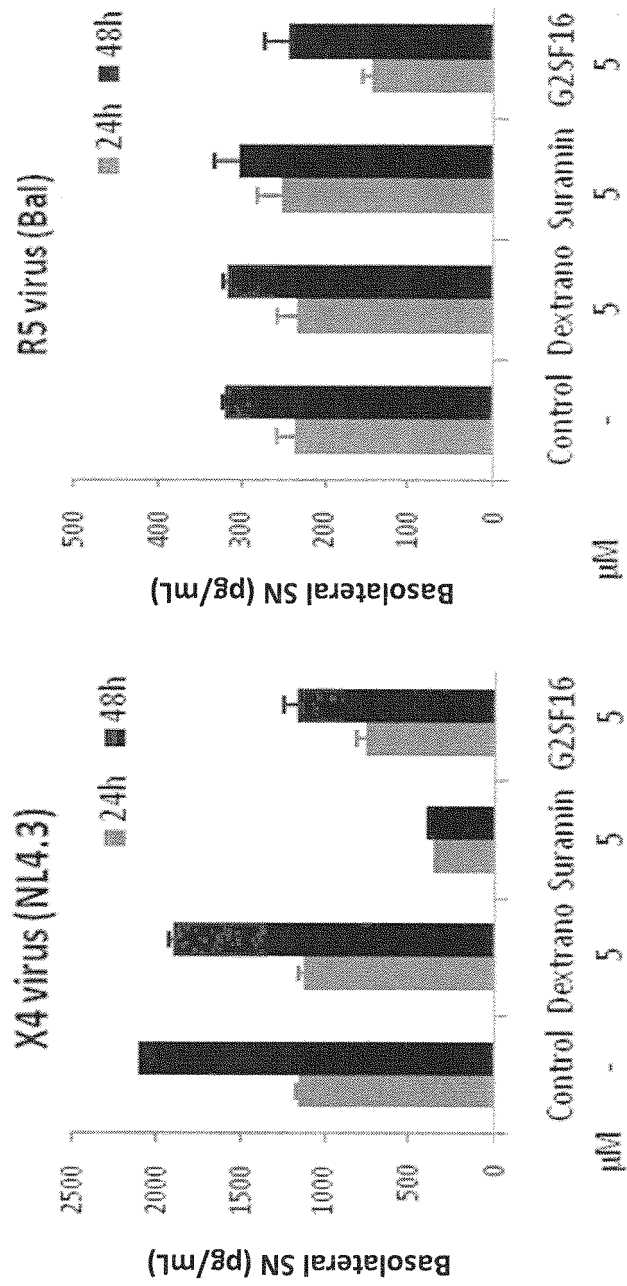 X4 virus (NL4.3)
24h 48h
2500
2000
1500
1000
500
0
Basolateral SN (pg/mL)
Control Dextrano Suramin G2SF16
µM - 5 5 5
R5 virus (Bal)
24h 48h
500
400
300
200
100
0
Basolateral SN (pg/mL)
Control Dextrano Suramin G2SF16
µM - 5 5 5